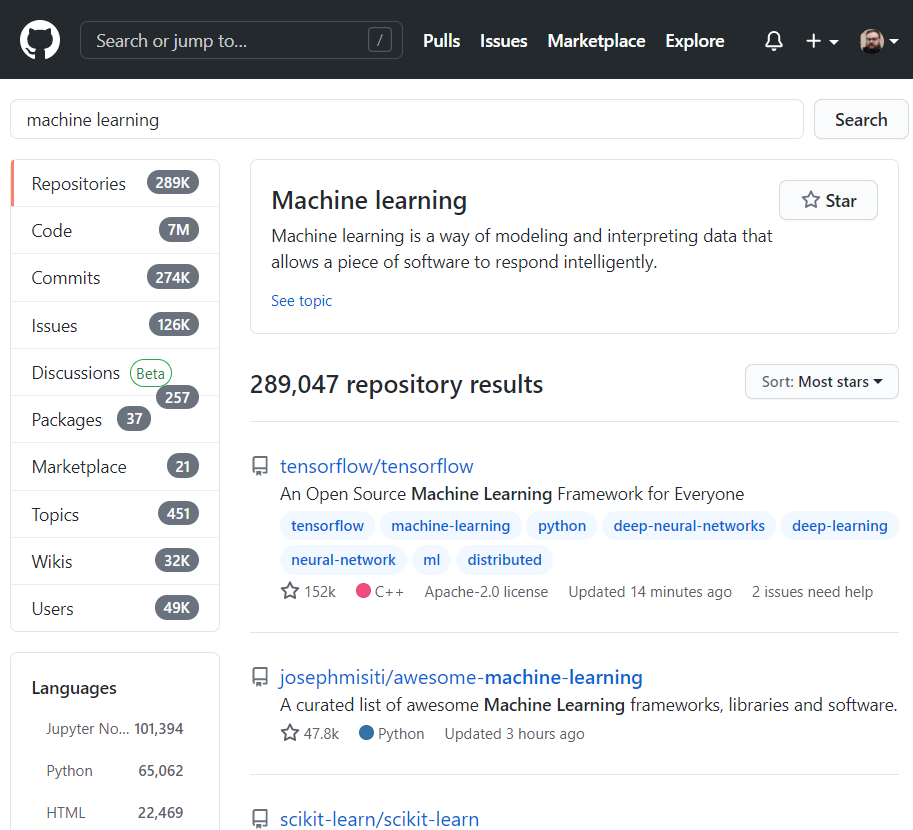 Search or jump to... / Pulls Issues Marketplace Explore
machine learning Search
Repositories 289K
Code 7M
Commits 274K
Issues 126K
Discussions Beta 257
Packages 37
Marketplace 21
Topics 451
Wikis 32K
Users 49K
Languages
Jupyter No... 101,394
Python 65,062
HTML 22,469
Machine learning Star
Machine learning is a way of modeling and interpreting data that
allows a piece of software to respond intelligently.
See topic
289,047 repository results Sort: Most stars
tensorflow/tensorflow
An Open Source Machine Learning Framework for Everyone
tensorflow machine-learning python deep-neural-networks deep-learning
neural-network ml distributed
152k C++ Apache-2.0 license Updated 14 minutes ago 2 issues need help
josephmisiti/awesome-machine-learning
A curated list of awesome Machine Learning frameworks, libraries and software.
47.8k Python Updated 3 hours ago
scikit-learn/scikit-learn